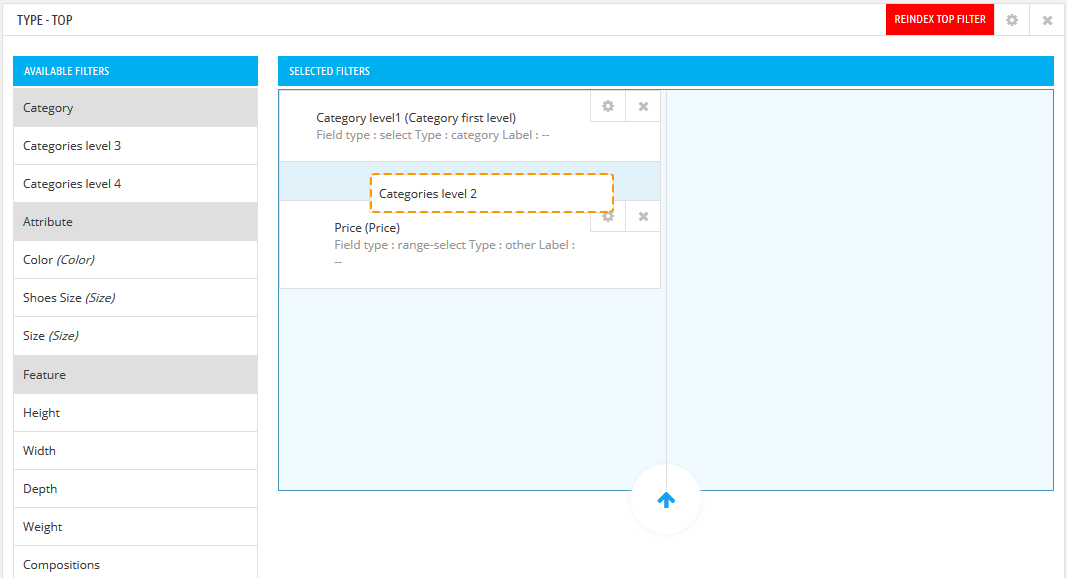 TYPE - TOP
REINDEX TOP FILTER
AVAILABLE FILTERS
Category
Categories level 3
Categories level 4
Attribute
Color (Color)
Shoes Size (Size)
Size (Size)
Feature
Height
Width
Depth
Weight
Compositions
SELECTED FILTERS
Category level1 (Category first level)
Field type : select Type : category Label : --
Categories level 2
Price (Price)
Field type : range-select Type : other Label :
--